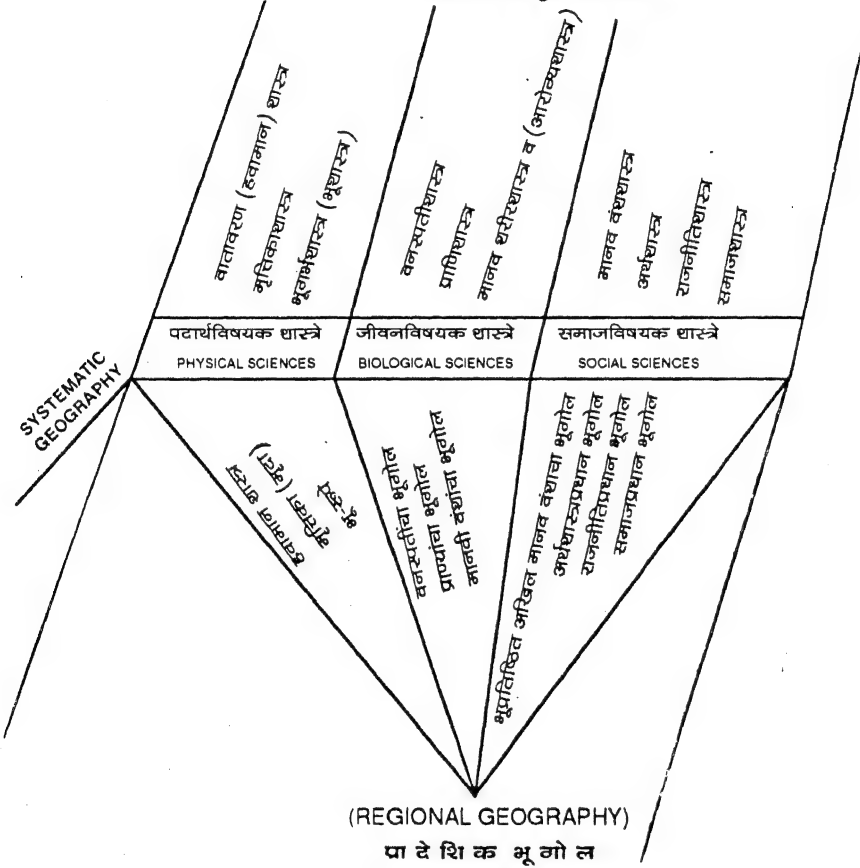 वातावरण (हवामान) शास्त्र
मृत्तिकाशास्त्र
भूगर्भशास्त्र (भूशास्त्र)
वनस्पतीशास्त्र
प्राणिशास्त्र
मानव शरीरशास्त्र व (आरोग्यशास्त्र)
मानव वंशशास्त्र
अर्थशास्त्र
राजनीतिशास्त्र
समाजशास्त्र
पदार्थविषयक शास्त्रे
PHYSICAL SCIENCES
जीवनविषयक शास्त्रे
BIOLOGICAL SCIENCES
समाजविषयक शास्त्रे
SOCIAL SCIENCES
SYSTEMATIC
GEOGRAPHY
हवामान शास्त्र
मृत्तिका (मृदा)
भू-रूपे
वनस्पतींचा भूगोल
प्राण्यांचा भूगोल
मानवी वंशांचा भूगोल
भूप्रतिष्ठित अखिल मानव वंशाचा भूगोल
अर्थशास्त्रप्रधान भूगोल
राजनीतिप्रधान भूगोल
समाजप्रधान भूगोल
(REGIONAL GEOGRAPHY)
प्रादेशिक भूगोल